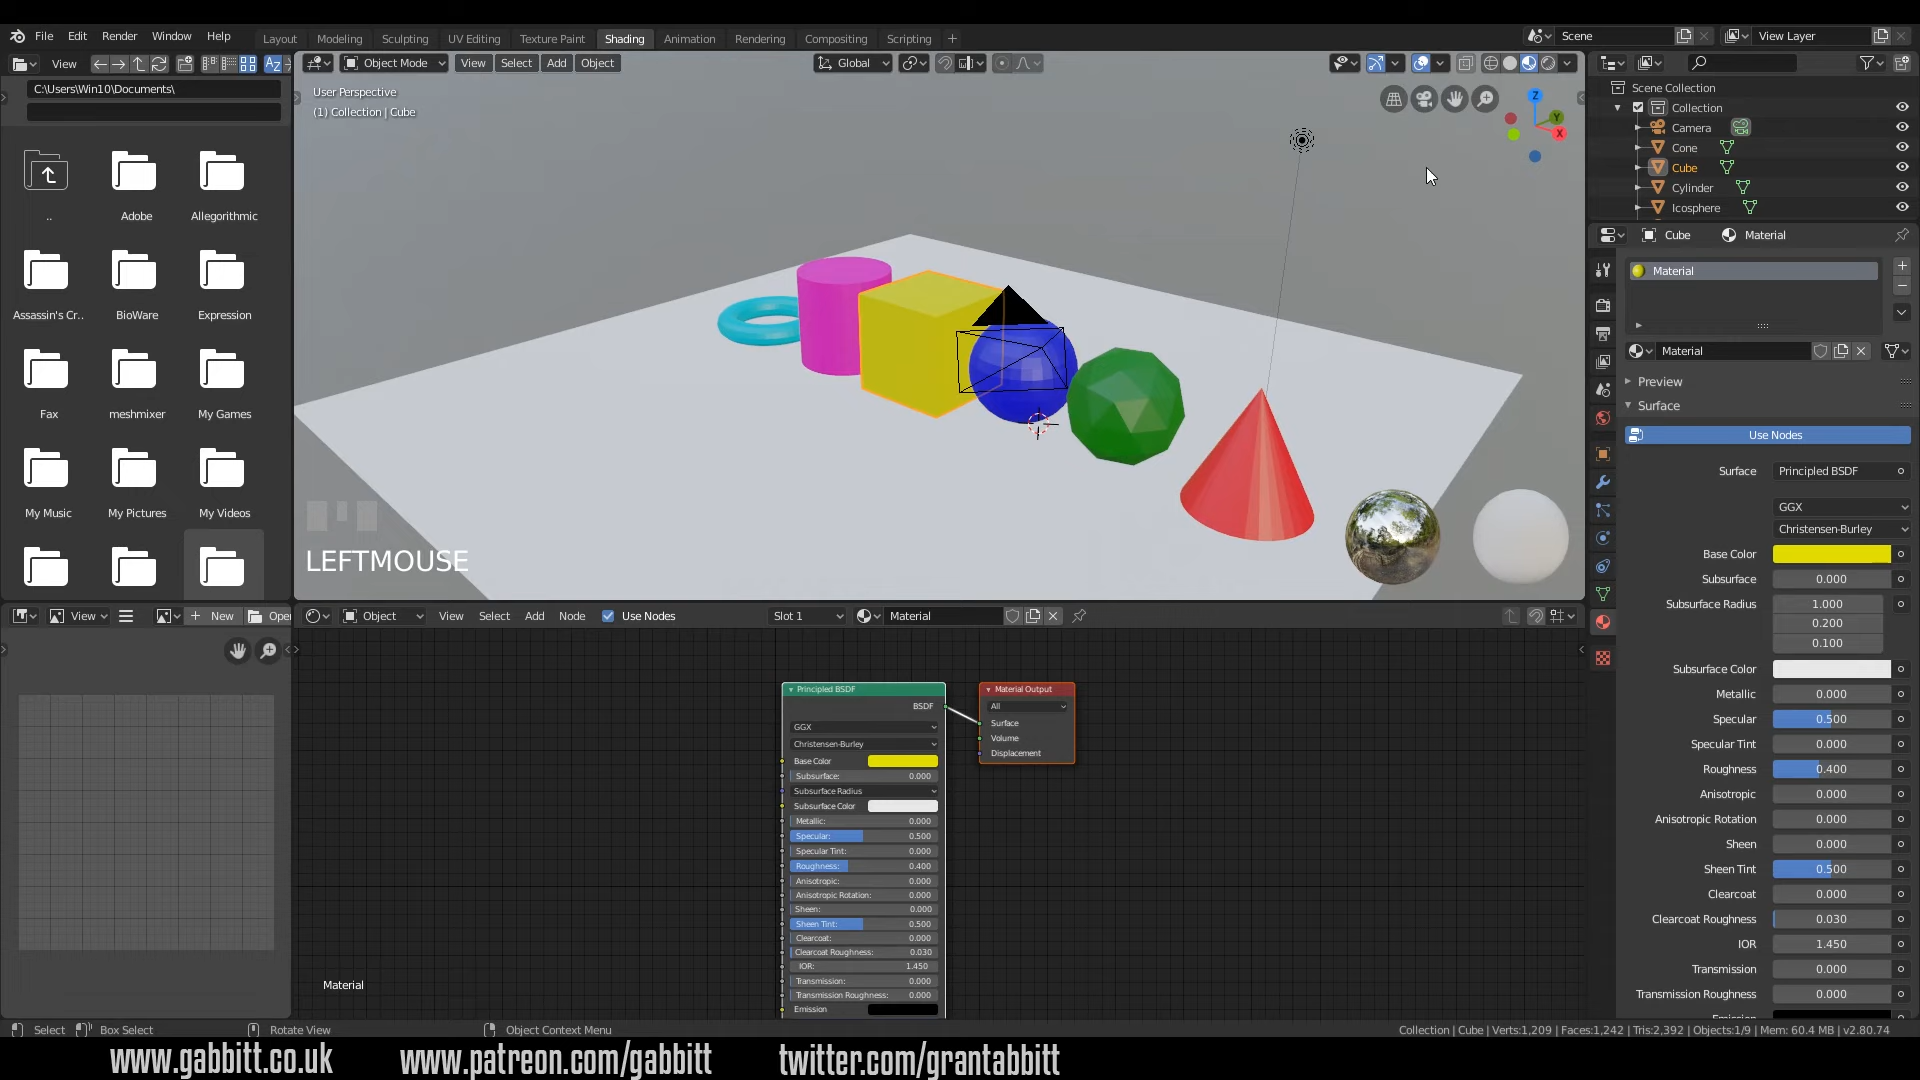 File Edit Render Window Help
Layout Modeling Sculpting UV Editing Texture Paint Shading Animation Rendering Compositing Scripting
Scene View Layer
View
C:\Users\Win10\Documents\
..
Adobe
Allegorithmic
Assassin's Cr..
BioWare
Expression
Fax
meshmixer
My Games
My Music
My Pictures
My Videos
Object Mode View Select Add Object Global
User Perspective
(1) Collection | Cube
Z
Y
X
LEFTMOUSE
Scene Collection
Collection
Camera
Cone
Cube
Cylinder
Icosphere
Cube Material
Material
Material
Preview
Surface
Use Nodes
Surface Principled BSDF
GGX
Christensen-Burley
Base Color
Subsurface 0.000
Subsurface Radius 1.000
0.200
0.100
Subsurface Color
Metallic 0.000
Specular 0.500
Specular Tint 0.000
Roughness 0.400
Anisotropic 0.000
Anisotropic Rotation 0.000
Sheen 0.000
Sheen Tint 0.500
Clearcoat 0.000
Clearcoat Roughness 0.030
IOR 1.450
Transmission 0.000
Transmission Roughness 0.000
View New Open
Object View Select Add Node Use Nodes Slot 1 Material
Principled BSDF
BSDF
GGX
Christensen-Burley
Base Color
Subsurface: 0.000
Subsurface Radius
Subsurface Color
Metallic: 0.000
Specular: 0.500
Specular Tint: 0.000
Roughness: 0.400
Anisotropic: 0.000
Anisotropic Rotation: 0.000
Sheen: 0.000
Sheen Tint: 0.500
Clearcoat: 0.000
Clearcoat Roughness: 0.030
IOR: 1.450
Transmission: 0.000
Transmission Roughness: 0.000
Emission
Material Output
All
Surface
Volume
Displacement
Material
Select Box Select Rotate View Object Context Menu
Collection | Cube | Verts:1,209 | Faces:1,242 | Tris:2,392 | Objects:1/9 | Mem: 60.4 MB | v2.80.74
www.gabbitt.co.uk www.patreon.com/gabbitt twitter.com/grantabbitt